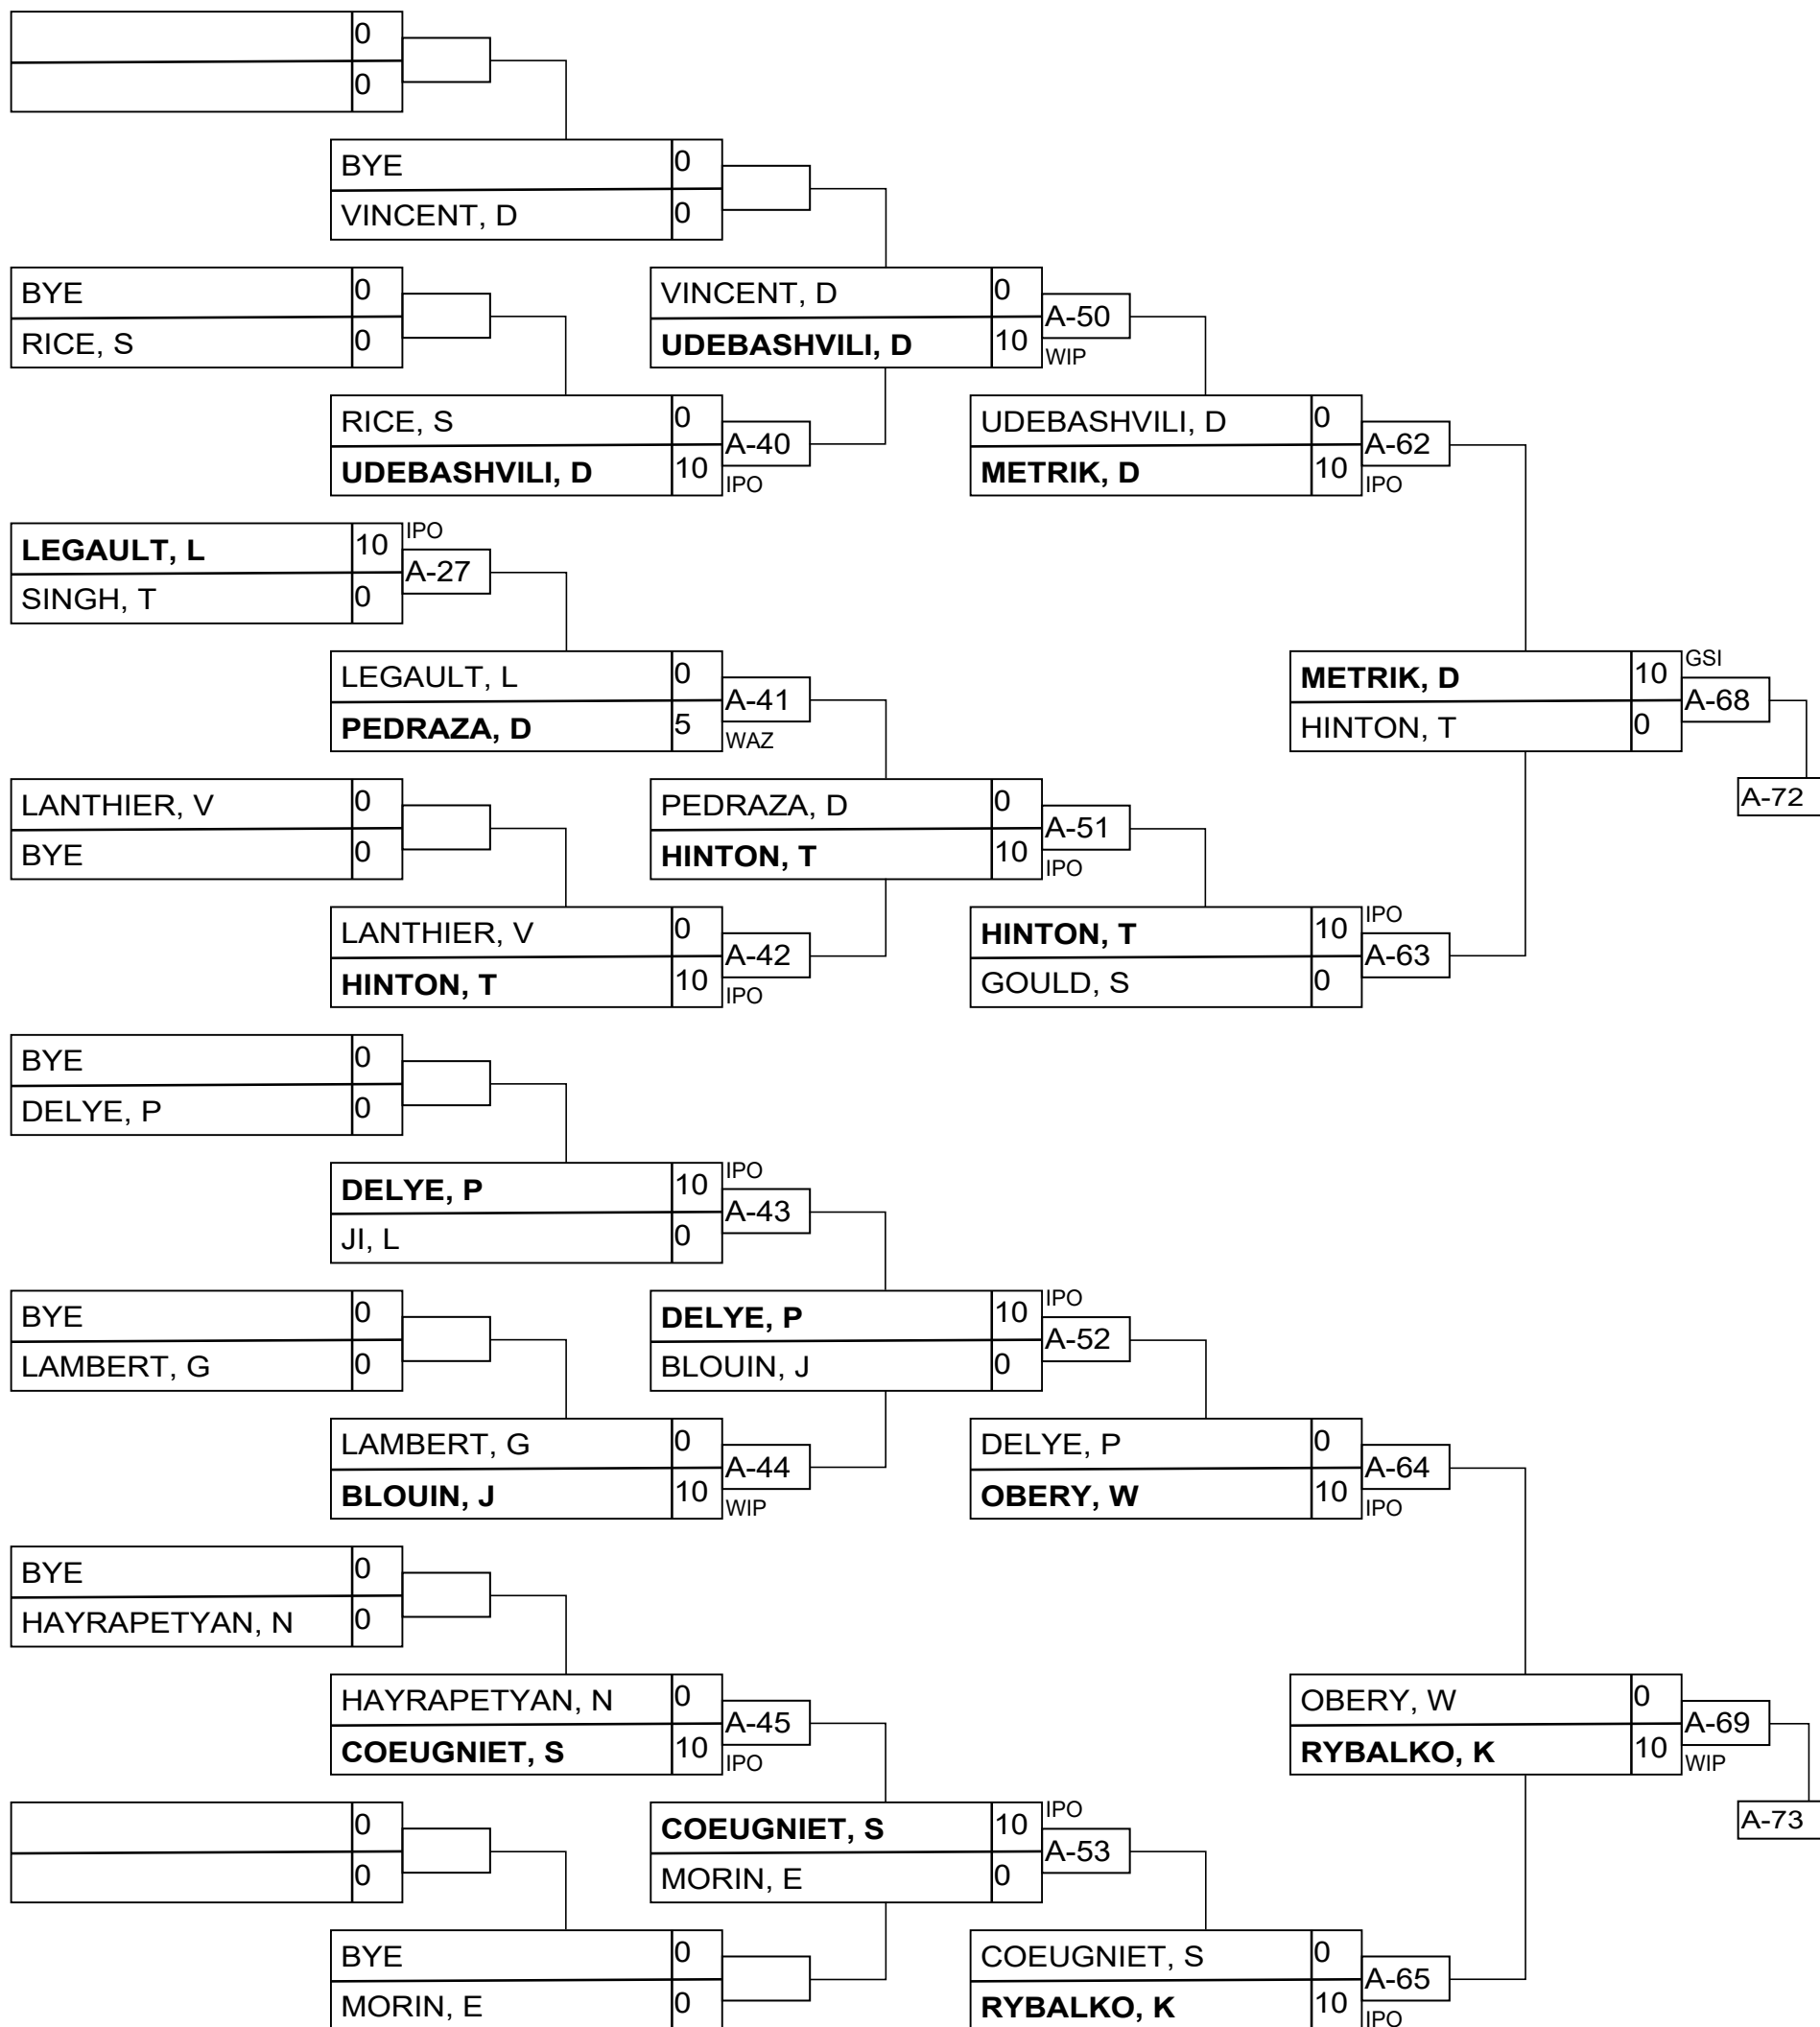 0
0
BYE 0
VINCENT, D 0
BYE 0
RICE, S 0
VINCENT, D 0
A-50
UDEBASHVILI, D 10
WIP
RICE, S 0
A-40
UDEBASHVILI, D 10
IPO
UDEBASHVILI, D 0
A-62
METRIK, D 10
IPO
LEGAULT, L 10 IPO
A-27
SINGH, T 0
LEGAULT, L 0
A-41
PEDRAZA, D 5
WAZ
METRIK, D 10 GSI
A-68
HINTON, T 0
A-72
LANTHIER, V 0
BYE 0
PEDRAZA, D 0
A-51
HINTON, T 10
IPO
LANTHIER, V 0
A-42
HINTON, T 10
IPO
HINTON, T 10 IPO
A-63
GOULD, S 0
BYE 0
DELYE, P 0
DELYE, P 10 IPO
A-43
JI, L 0
BYE 0
LAMBERT, G 0
DELYE, P 10 IPO
A-52
BLOUIN, J 0
LAMBERT, G 0
A-44
BLOUIN, J 10
WIP
DELYE, P 0
A-64
OBERY, W 10
IPO
BYE 0
HAYRAPETYAN, N 0
HAYRAPETYAN, N 0
A-45
COEUGNIET, S 10
IPO
OBERY, W 0
A-69
RYBALKO, K 10
WIP
A-73
0
0
COEUGNIET, S 10 IPO
A-53
MORIN, E 0
BYE 0
MORIN, E 0
COEUGNIET, S 0
A-65
RYBALKO, K 10
IPO